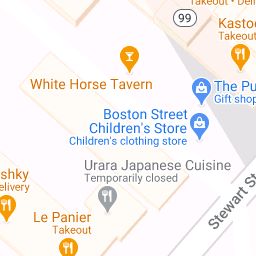 99
Kastoo
Takeout
White Horse Tavern
The Pu
Gift shop
Boston Street
Children's Store
Children's clothing store
Urara Japanese Cuisine
Temporarily closed
shky
elivery
Le Panier
Takeout
Stewart St